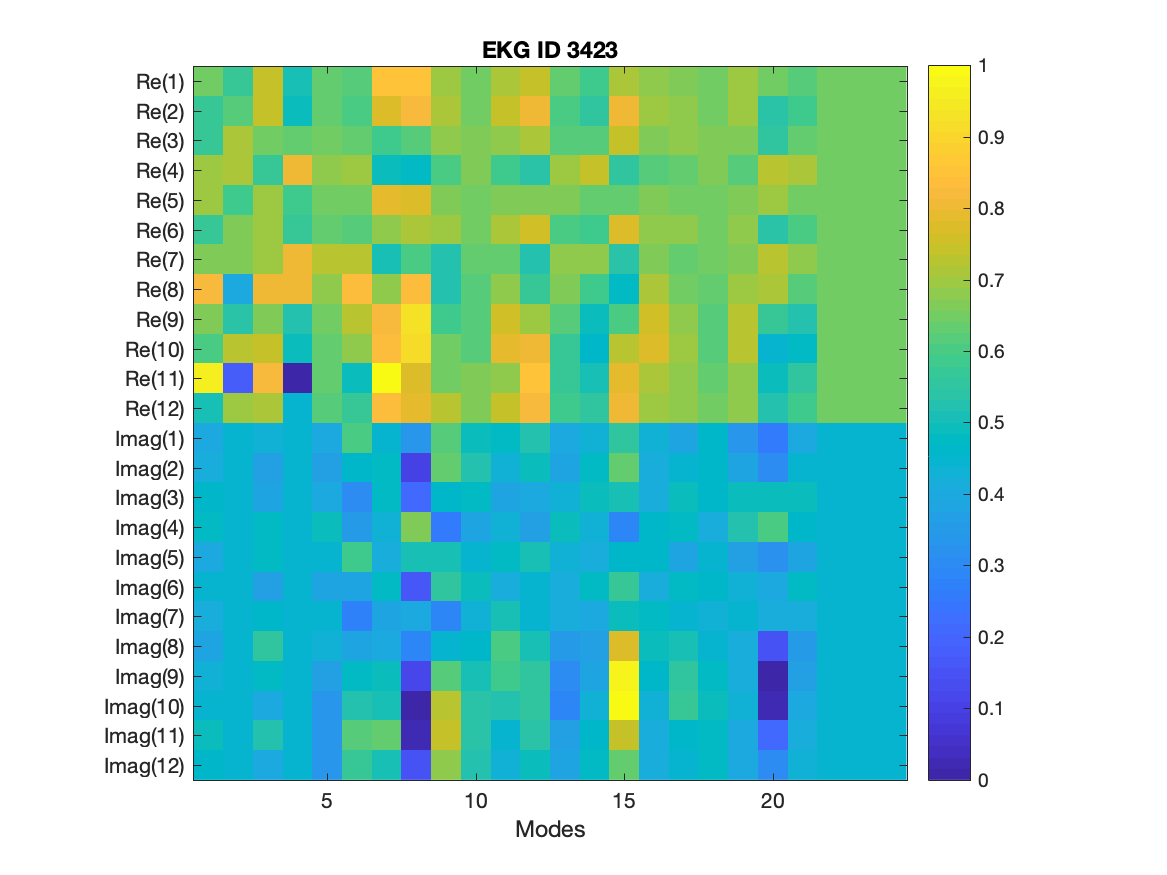 EKG ID 3423
Re(1)
Re(2)
Re(3)
Re(4)
Re(5)
Re(6)
Re(7)
Re(8)
Re(9)
Re(10)
Re(11)
Re(12)
Imag(1)
Imag(2)
Imag(3)
Imag(4)
Imag(5)
Imag(6)
Imag(7)
Imag(8)
Imag(9)
Imag(10)
Imag(11)
Imag(12)
5 10 15 20
Modes
1
0.9
0.8
0.7
0.6
0.5
0.4
0.3
0.2
0.1
0